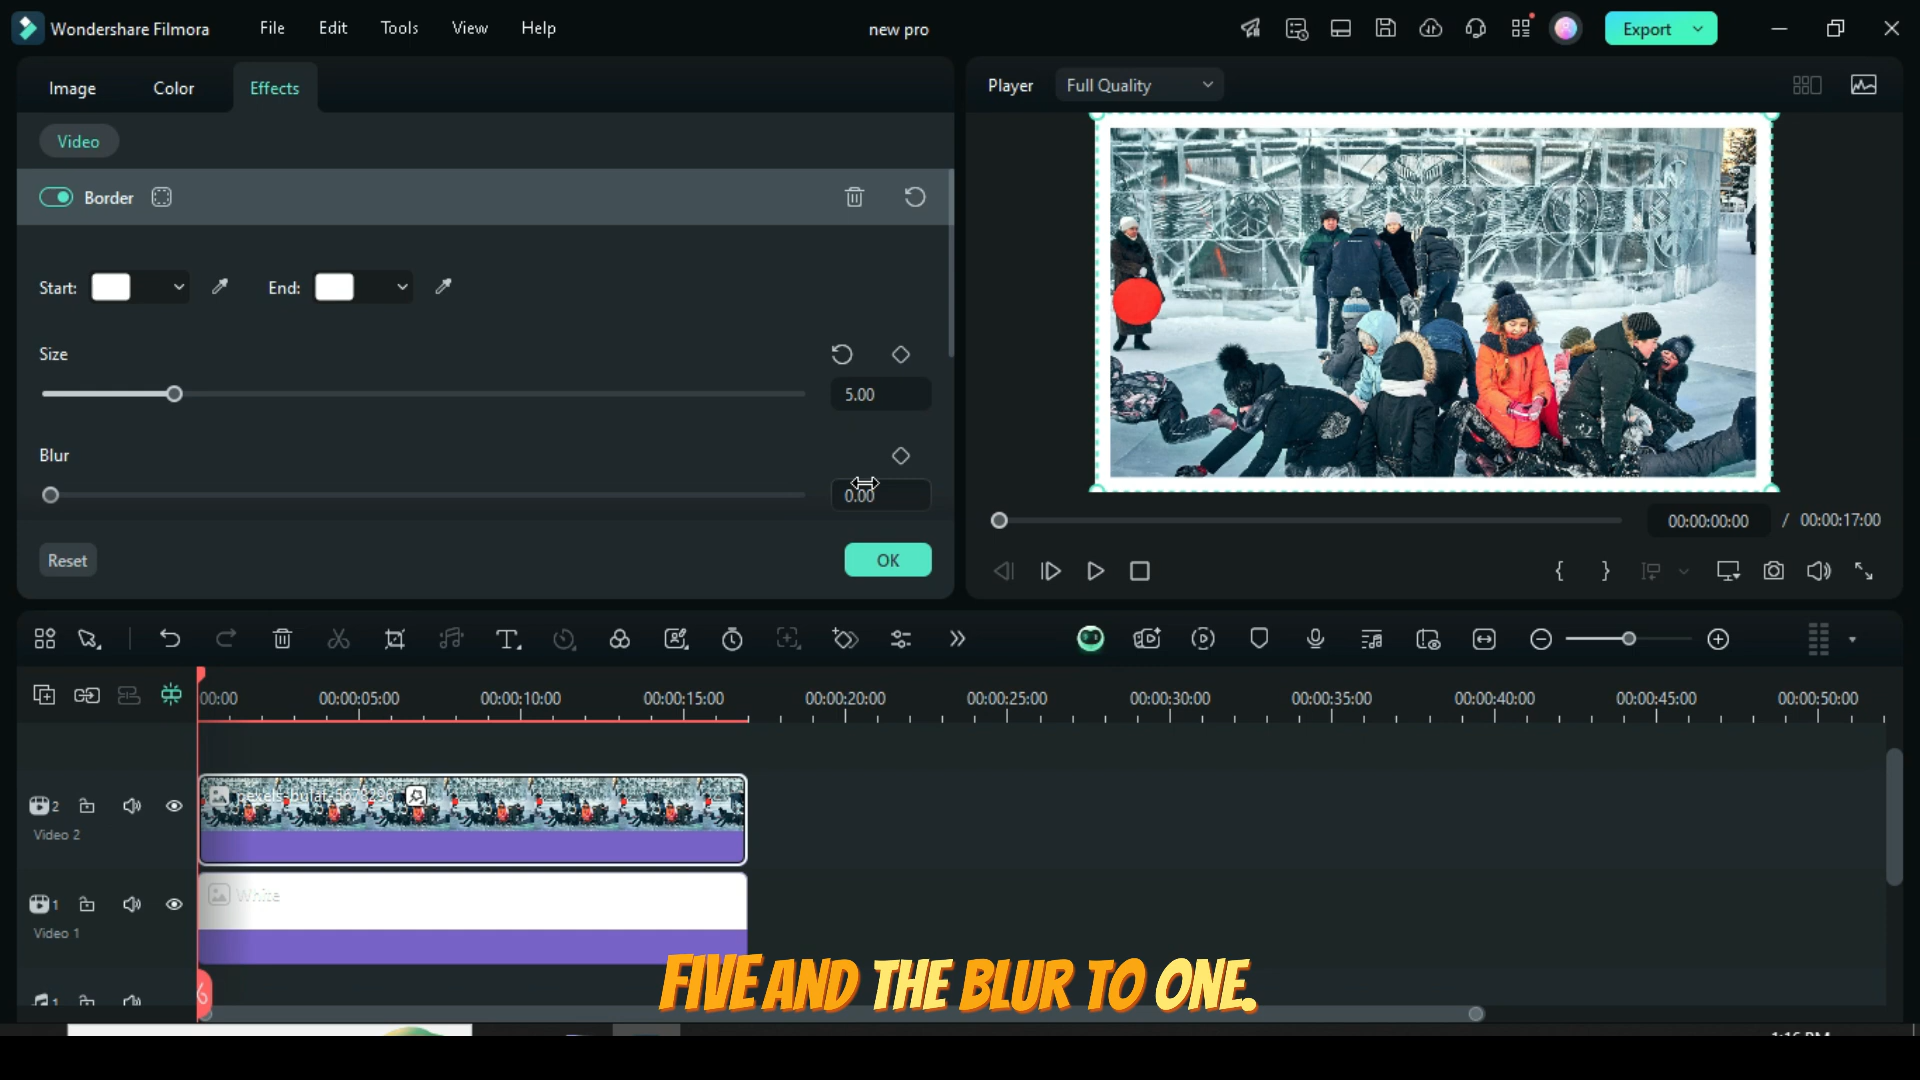 Wondershare Filmora
File
Edit
Tools
View
Help
new pro
Export
Image
Color
Effects
Player
Full Quality
Video
Border
Start:
End:
Size
5.00
Blur
0.00
Reset
OK
00:00:00:00 / 00:00:17:00
00:00
00:00:05:00
00:00:10:00
00:00:15:00
00:00:20:00
00:00:25:00
00:00:30:00
00:00:35:00
00:00:40:00
00:00:45:00
00:00:50:00
pexels-bulat-5678296
2
Video 2
White
1
Video 1
1
FIVE AND THE BLUR TO ONE.